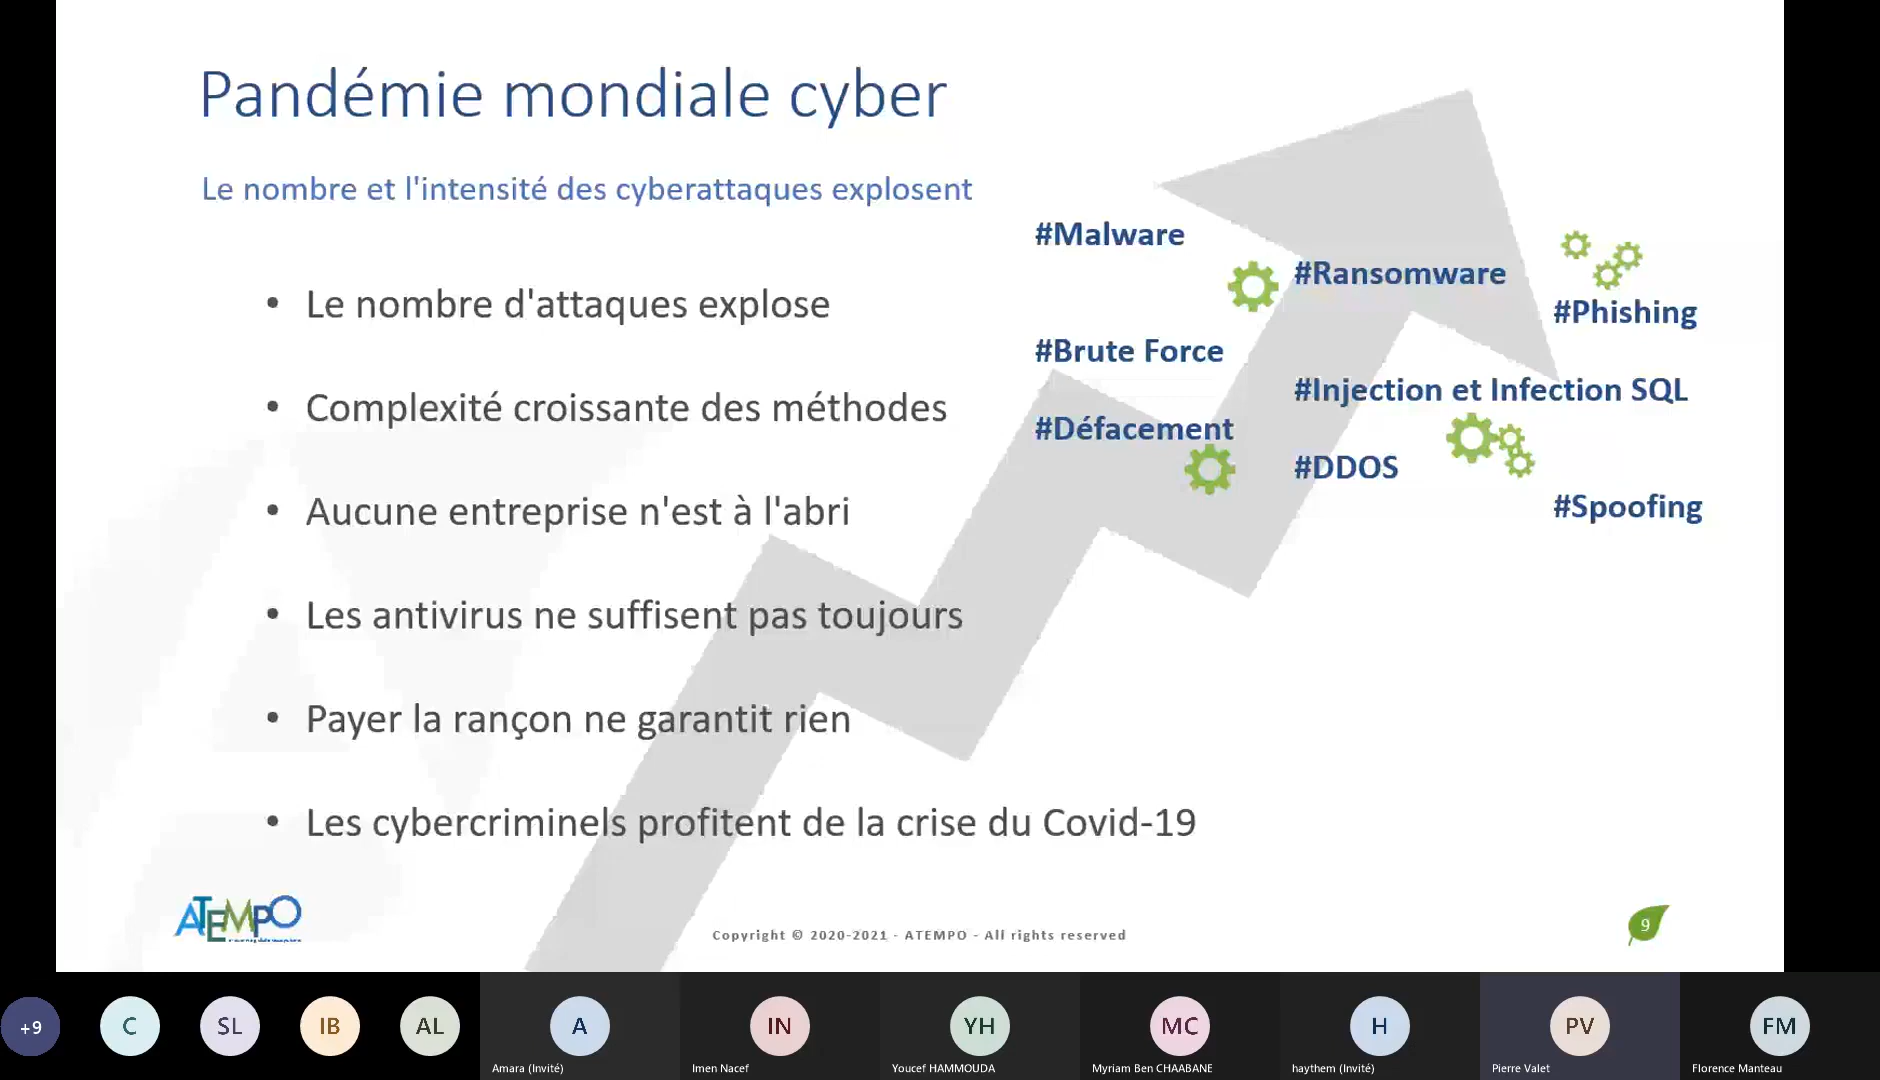 Pandémie mondiale cyber
Le nombre et l'intensité des cyberattaques explosent
• Le nombre d'attaques explose
• Complexité croissante des méthodes
• Aucune entreprise n'est à l'abri
• Les antivirus ne suffisent pas toujours
• Payer la rançon ne garantit rien
• Les cybercriminels profitent de la crise du Covid-19
#Malware
#Ransomware
#Phishing
#Brute Force
#Injection et Infection SQL
#Défacement
#DDOS
#Spoofing
ATEMPO
Copyright © 2020-2021 - ATEMPO - All rights reserved
9
+9
C
SL
IB
AL
A
Amara (Invité)
IN
Imen Nacef
YH
Youcef HAMMOUDA
MC
Myriam Ben CHAABANE
H
haythem (Invité)
PV
Pierre Valet
FM
Florence Manteau